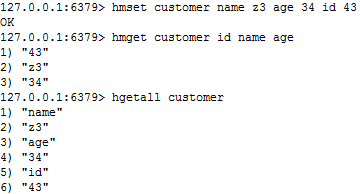 127.0.0.1:6379> hmset customer name z3 age 34 id 43
OK
127.0.0.1:6379> hmget customer id name age
1) "43"
2) "z3"
3) "34"
127.0.0.1:6379> hgetall customer
1) "name"
2) "z3"
3) "age"
4) "34"
5) "id"
6) "43"